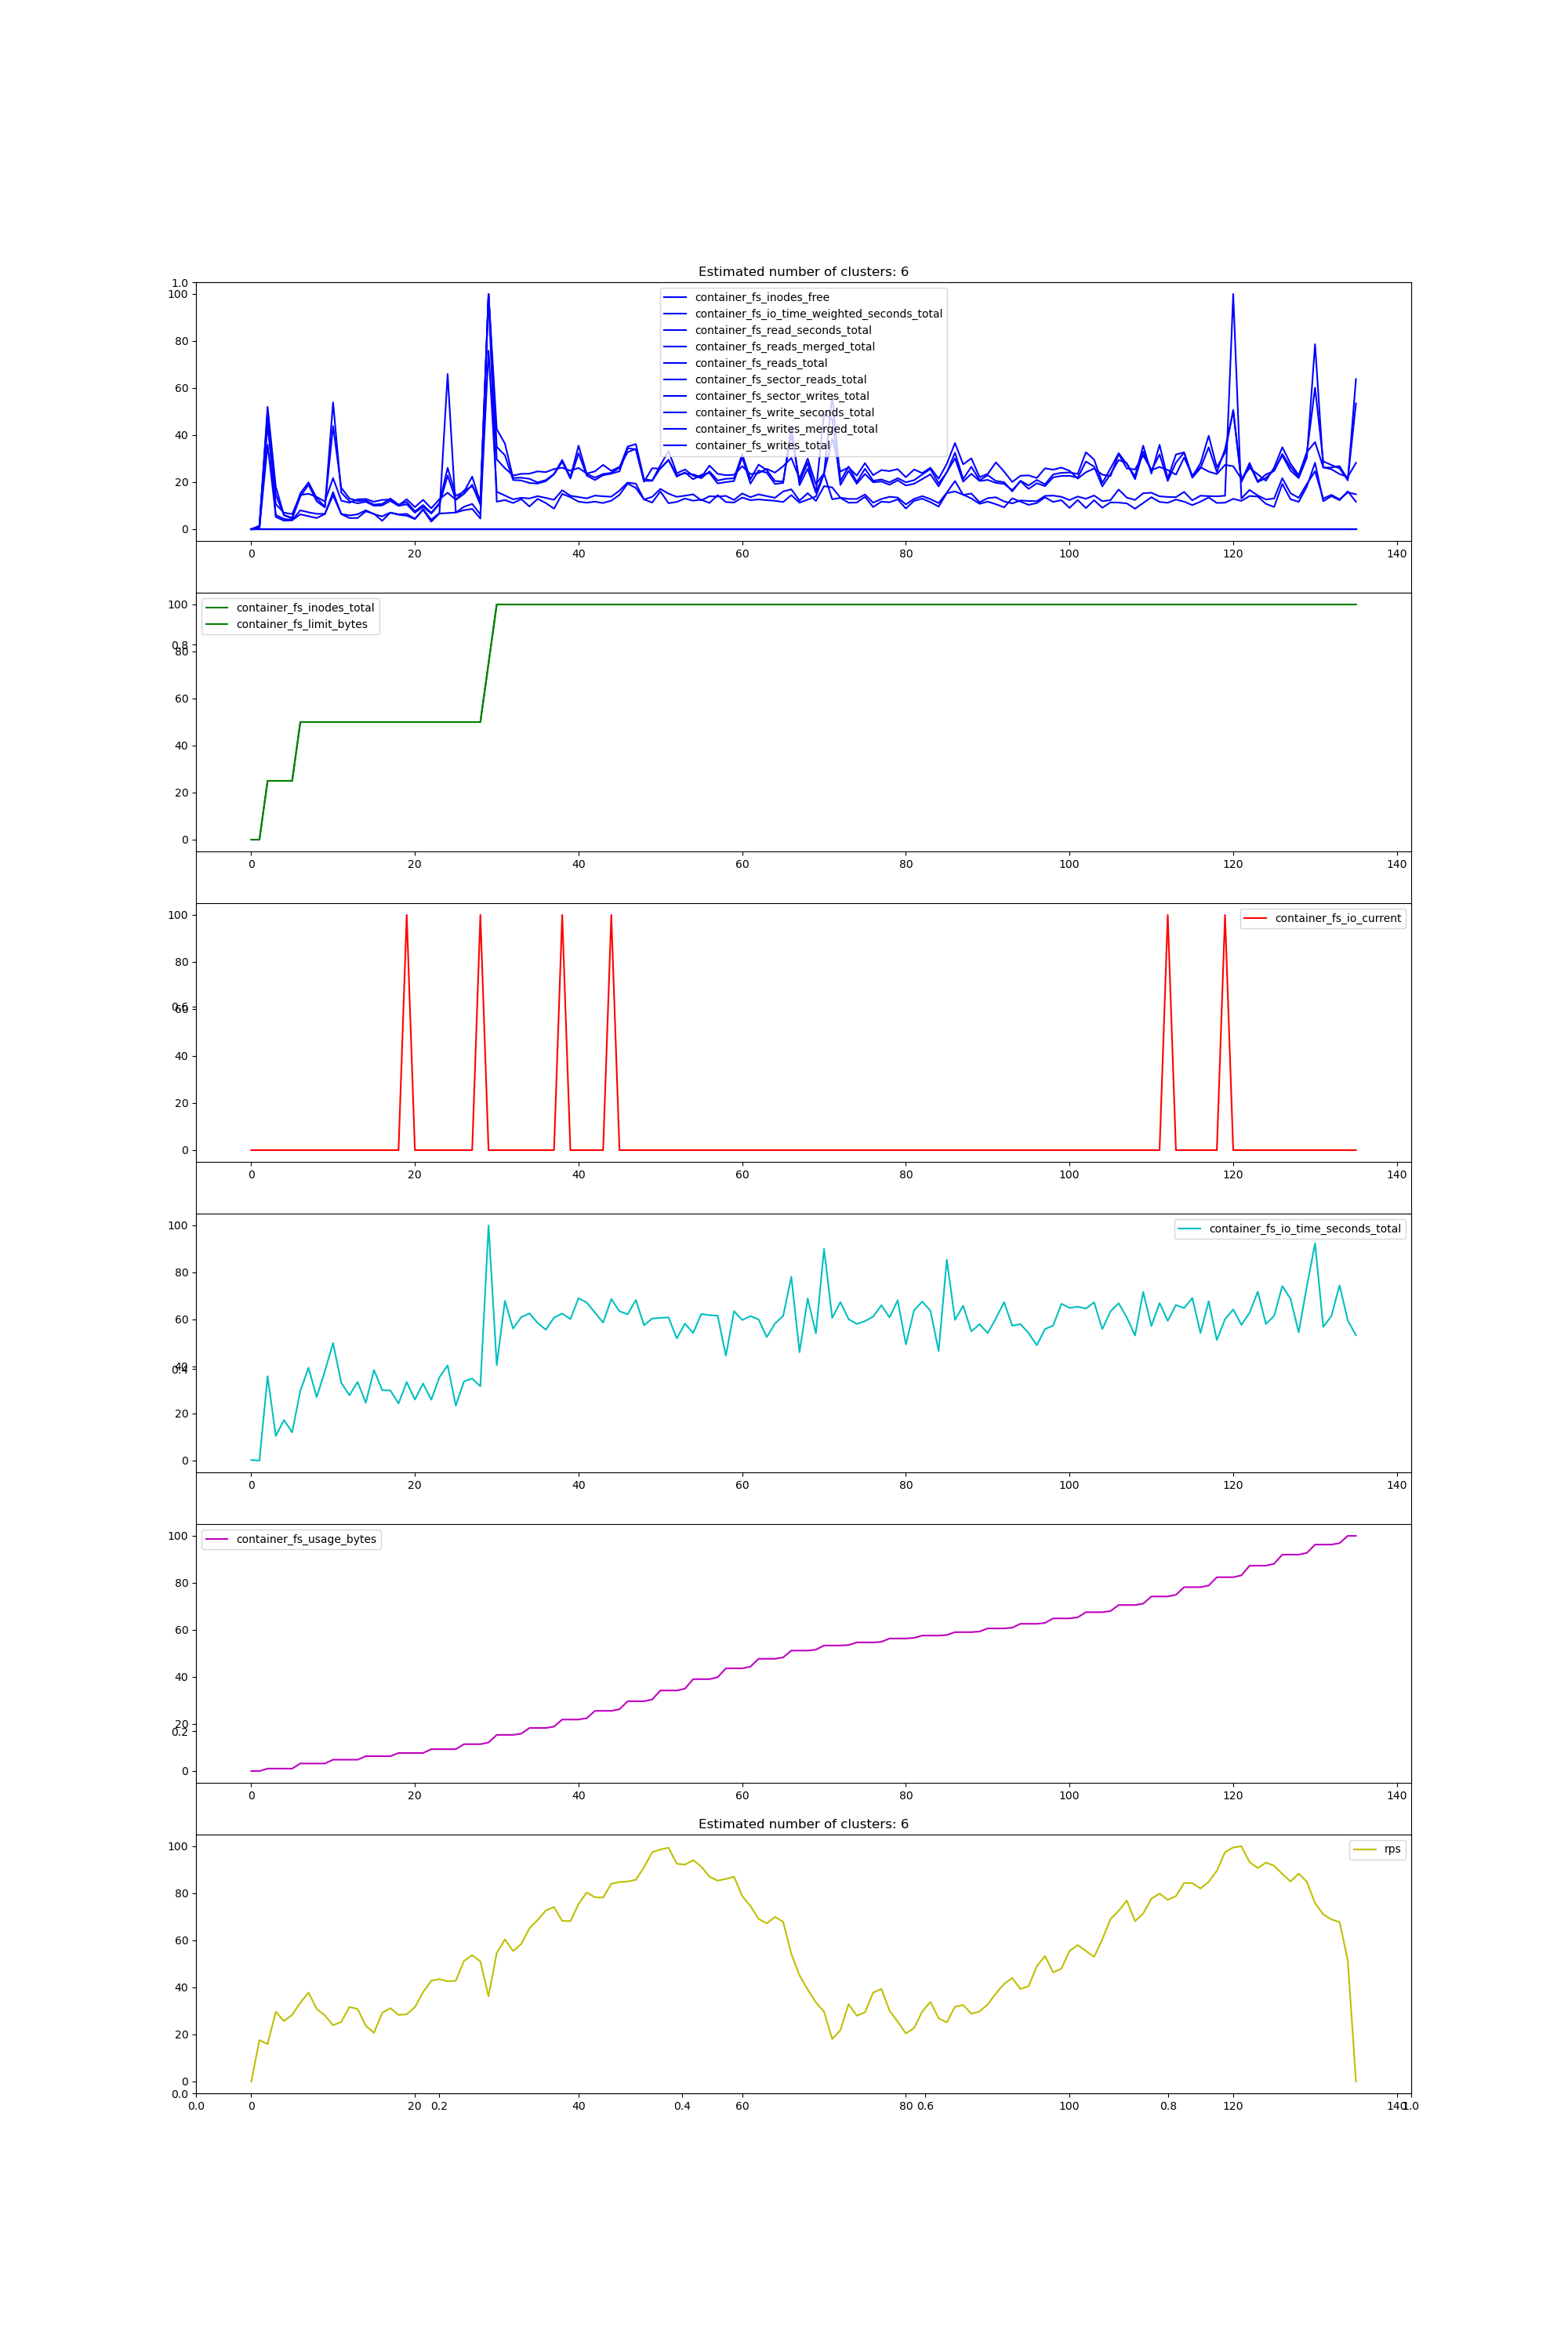 Estimated number of clusters: 6
1.0
100
80
60
40
20
0
container_fs_inodes_free
container_fs_io_time_weighted_seconds_total
container_fs_read_seconds_total
container_fs_reads_merged_total
container_fs_reads_total
container_fs_sector_reads_total
container_fs_sector_writes_total
container_fs_write_seconds_total
container_fs_writes_merged_total
container_fs_writes_total
0 20 40 60 80 100 120 140
100
0.8
80
60
40
20
0
container_fs_inodes_total
container_fs_limit_bytes
0 20 40 60 80 100 120 140
100
80
0.6
60
40
20
0
container_fs_io_current
0 20 40 60 80 100 120 140
100
80
60
40
0.4
20
0
container_fs_io_time_seconds_total
0 20 40 60 80 100 120 140
100
80
60
40
20
0.2
0
container_fs_usage_bytes
0 20 40 60 80 100 120 140
Estimated number of clusters: 6
100
80
60
40
20
0
0.0
rps
0.0 0 20 0.2 40 0.4 60 80 0.6 100 0.8 120 140 1.0